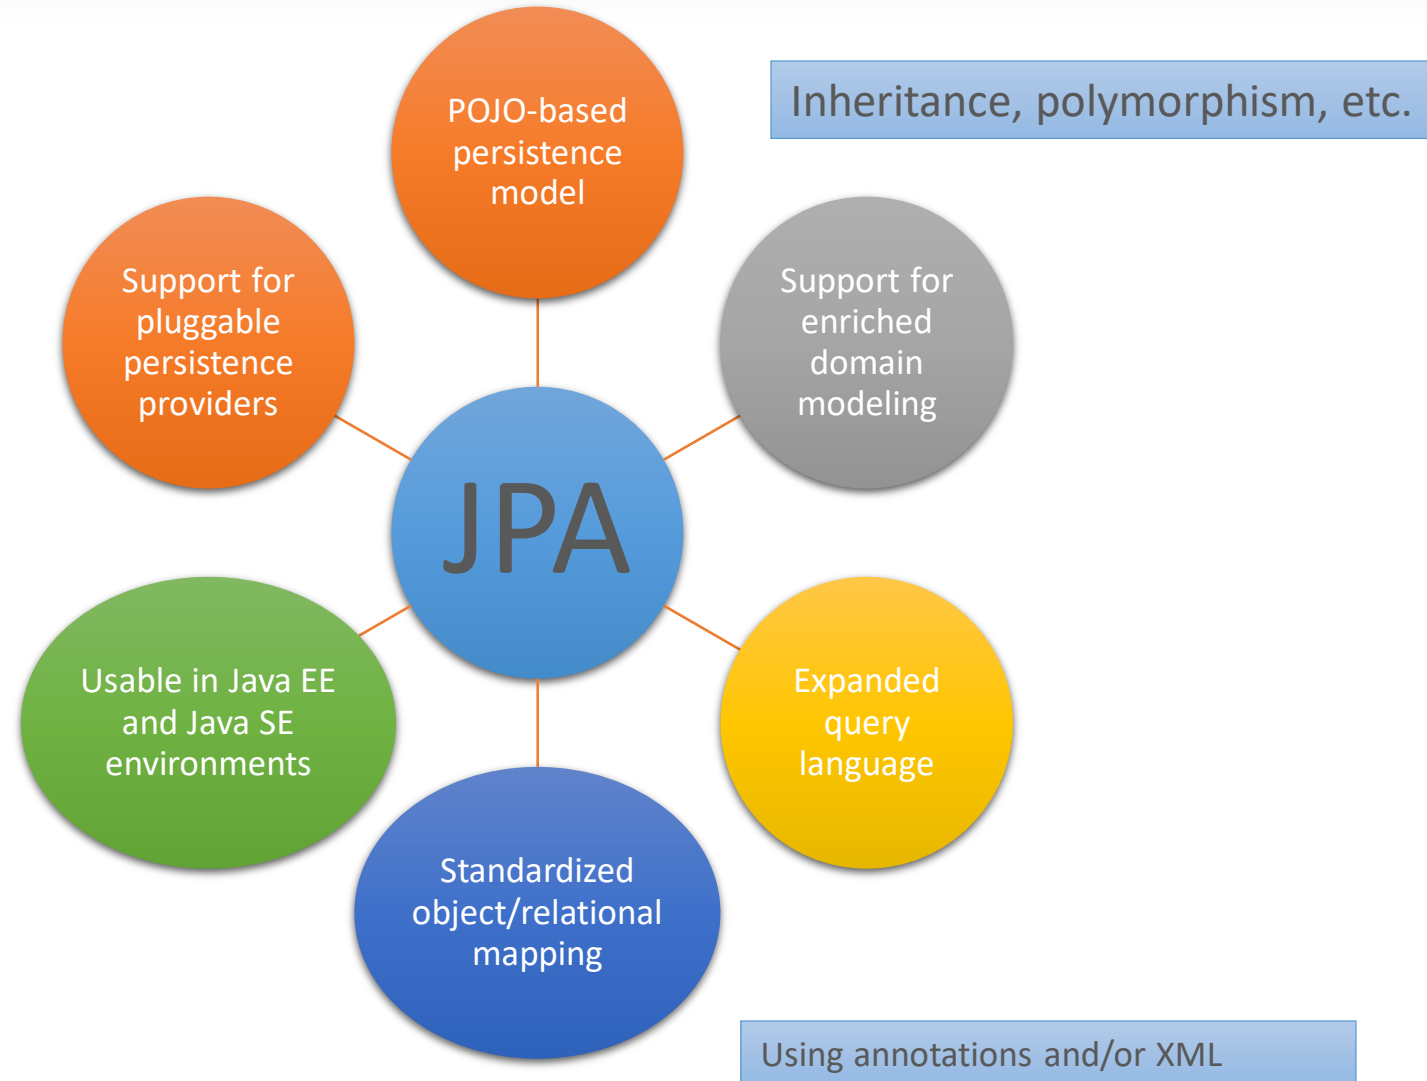 POJO-based
persistence
model
Inheritance, polymorphism, etc.
Support for
pluggable
persistence
providers
Support for
enriched
domain
modeling
JPA
Usable in Java EE
and Java SE
environments
Expanded
query
language
Standardized
object/relational
mapping
Using annotations and/or XML